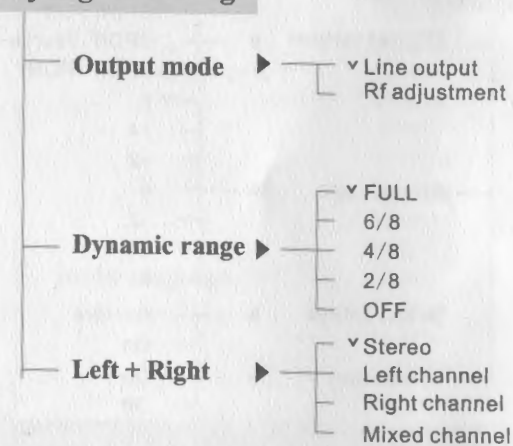 Output mode
Line output
Rf adjustment
Dynamic range
FULL
6/8
4/8
2/8
OFF
Left + Right
Stereo
Left channel
Right channel
Mixed channel